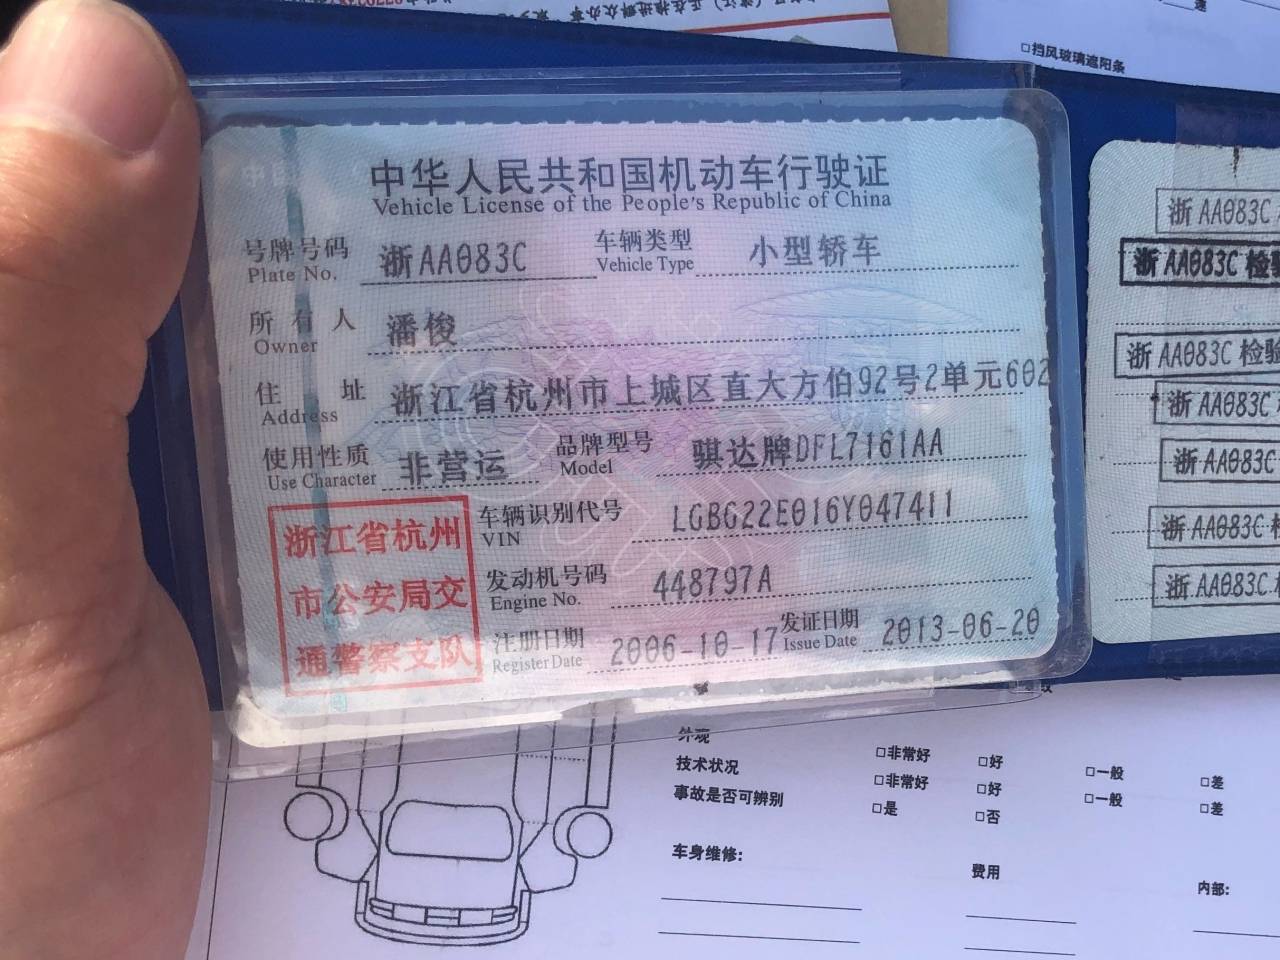 挡风玻璃遮阳条
差
中华人民共和国机动车行驶证
Vehicle License of the People's Republic of China
号牌号码 浙AA083C 车辆类型 小型轿车
Plate No. Vehicle Type
所有人 潘俊
Owner
住址 浙江省杭州市上城区直大方伯92号2单元602
Address
使用性质 非营运 品牌型号 骐达牌DFL7161AA
Use Character Model
浙江省杭州
市公安局交
通警察支队
车辆识别代号 LGBG22E016Y047411
VIN
发动机号码 448797A
Engine No.
注册日期 2006-10-17 发证日期 2013-06-20
Register Date Issue Date
浙AA083C
浙AA083C 检验
浙AA083C 检验
浙AA083C
浙AA083C
浙AA083C
浙AA083C
外观 □非常好 □好 □一般 □差
技术状况 □非常好 □好 □一般 □差
事故是否可辨别 □是 □否
车身维修: 费用 内部: